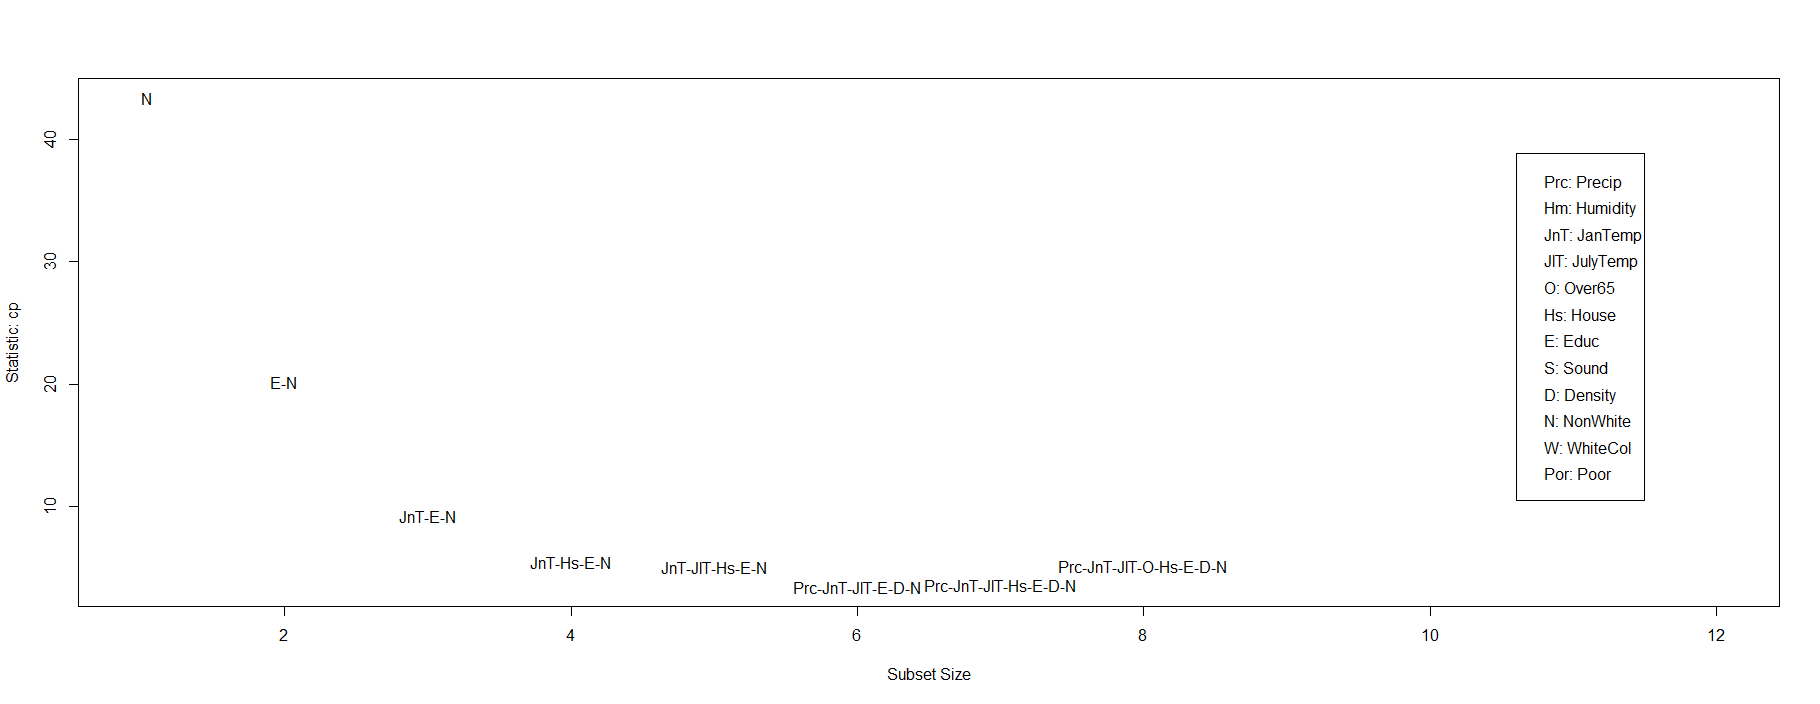 N
40
30
Statistic: cp
20
E-N
10
JnT-E-N
JnT-Hs-E-N
JnT-JlT-Hs-E-N
Prc-JnT-JlT-E-D-N
Prc-JnT-JlT-Hs-E-D-N
Prc-JnT-JlT-O-Hs-E-D-N
Prc: Precip
Hm: Humidity
JnT: JanTemp
JlT: JulyTemp
O: Over65
Hs: House
E: Educ
S: Sound
D: Density
N: NonWhite
W: WhiteCol
Por: Poor
2 4 6 8 10 12
Subset Size